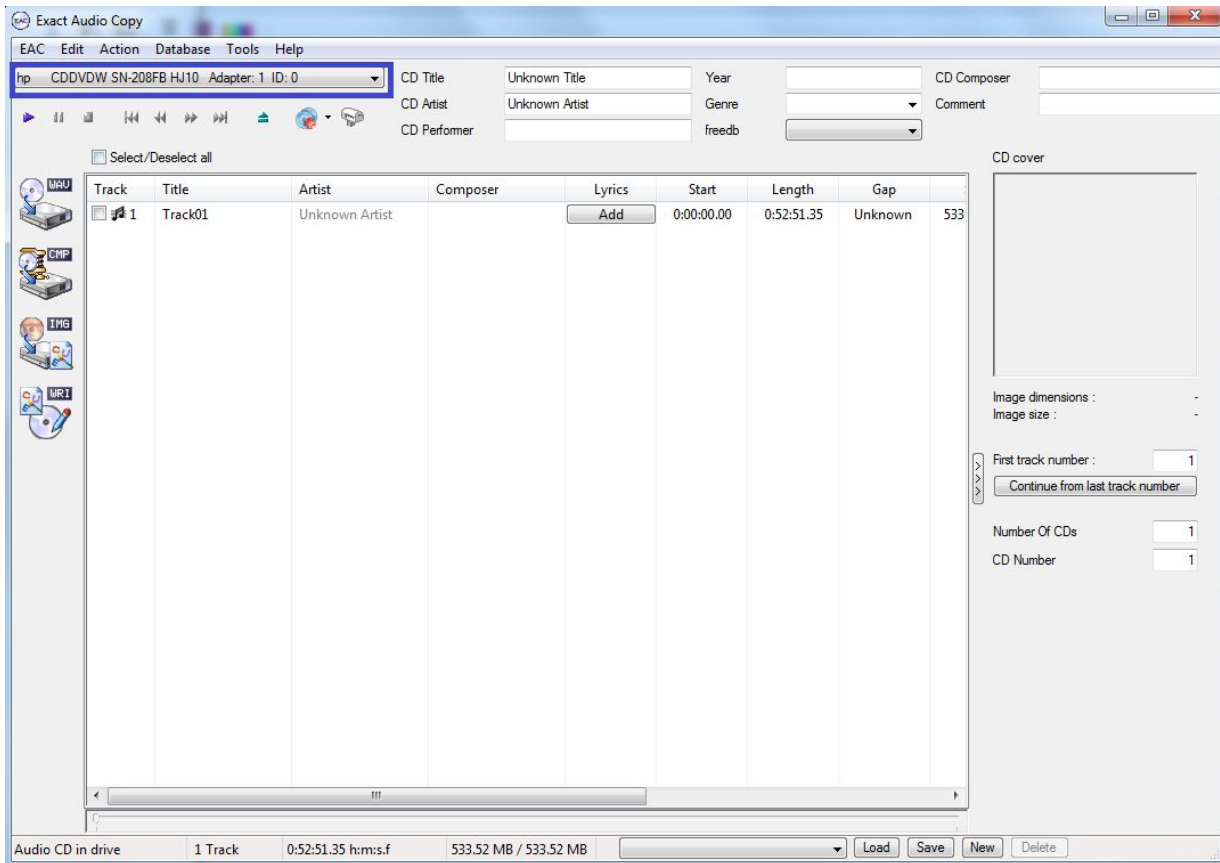 EAC Exact Audio Copy
EAC Edit Action Database Tools Help
hp CDDVDW SN-208FB HJ10 Adapter: 1 ID: 0
CD Title Unknown Title Year CD Composer
CD Artist Unknown Artist Genre Comment
CD Performer freedb
Select/Deselect all CD cover
WAV
Track Title Artist Composer Lyrics Start Length Gap
1 Track01 Unknown Artist Add 0:00:00.00 0:52:51.35 Unknown 533
CMP
IMG
WRI
Image dimensions : -
Image size : -
First track number : 1
Continue from last track number
Number Of CDs 1
CD Number 1
Audio CD in drive 1 Track 0:52:51.35 h:m:s.f 533.52 MB / 533.52 MB Load Save New Delete